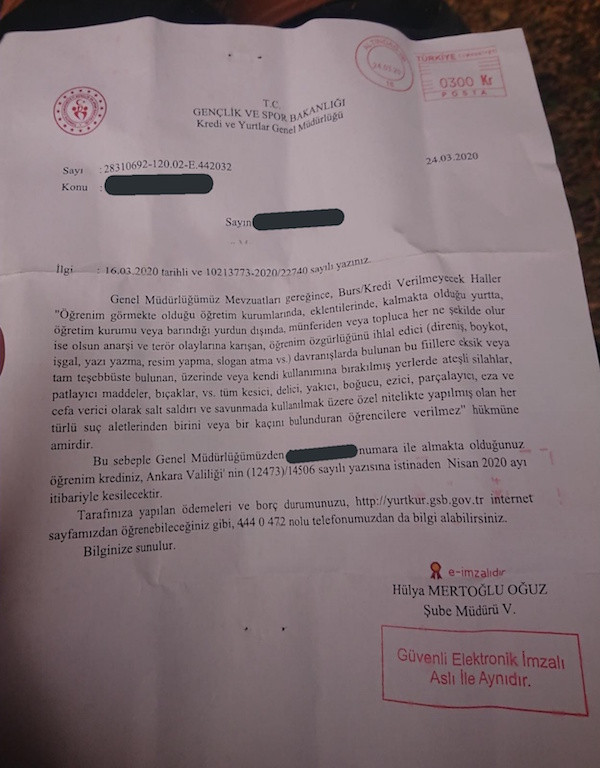 24.03.20
TÜRKİYE
0300 Kr
POSTA
T.C.
GENÇLİK VE SPOR BAKANLIĞI
Kredi ve Yurtlar Genel Müdürlüğü
24.03.2020
Sayı : 28310692-120.02-E.442032
Konu :
Sayın
İlgi : 16.03.2020 tarihli ve 10213773-2020/22740 sayılı yazınız.
Genel Müdürlüğümüz Mevzuatları gereğince, Burs/Kredi Verilmeyecek Haller
"Öğrenim görmekte olduğu öğretim kurumlarında, eklentilerinde, kalmakta olduğu yurtta,
öğretim kurumu veya barındığı yurdun dışında, münferiden veya topluca her ne şekilde olur
ise olsun anarşi ve terör olaylarına karışan, öğrenim özgürlüğünü ihlal edici (direniş, boykot,
işgal, yazı yazma, resim yapma, slogan atma vs.) davranışlarda bulunan bu fiillere eksik veya
tam teşebbüste bulunan, üzerinde veya kendi kullanımına bırakılmış yerlerde ateşli silahlar,
patlayıcı maddeler, bıçaklar, vs. tüm kesici, delici, yakıcı, boğucu, ezici, parçalayıcı, eza ve
cefa verici olarak salt saldırı ve savunmada kullanılmak üzere özel nitelikte yapılmış olan her
türlü suç aletlerinden birini veya bir kaçını bulunduran öğrencilere verilmez" hükmüne
amirdir.
Bu sebeple Genel Müdürlüğümüzden numara ile almakta olduğunuz
öğrenim krediniz, Ankara Valiliği' nin (12473)/14506 sayılı yazısına istinaden Nisan 2020 ayı
itibariyle kesilecektir.
Tarafınıza yapılan ödemeleri ve borç durumunuzu, http://yurtkur.gsb.gov.tr internet
sayfamızdan öğrenebileceğiniz gibi, 444 0 472 nolu telefonumuzdan da bilgi alabilirsiniz.
Bilginize sunulur.
e-imzalıdır
Hülya MERTOĞLU OĞUZ
Şube Müdürü V.
Güvenli Elektronik İmzalı
Aslı İle Aynıdır.